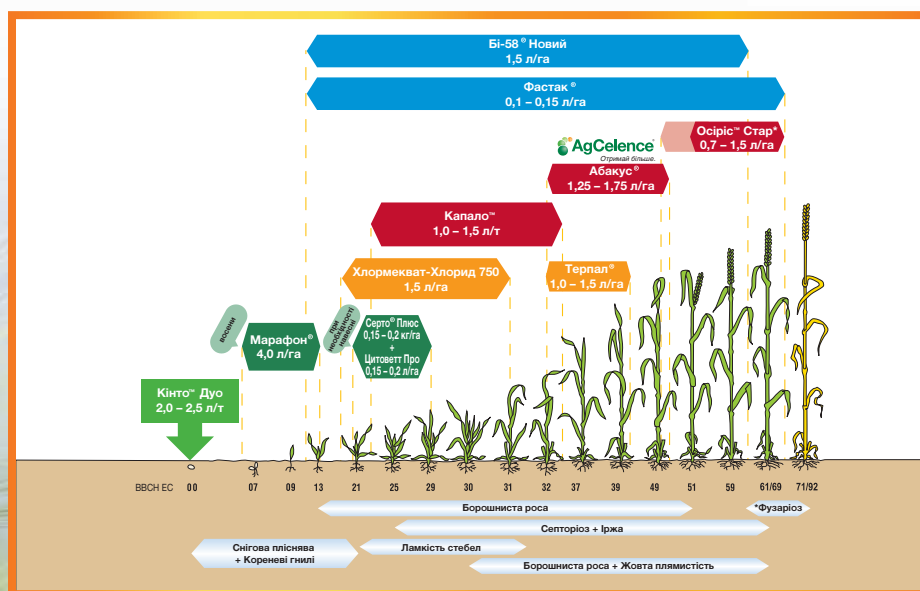 Бі-58® Новий
1,5 л/га
Фастак®
0,1 – 0,15 л/га
AgCelence®
Отримай більше.
Осіріс™ Стар*
0,7 – 1,5 л/га
Абакус®
1,25 – 1,75 л/га
Капало™
1,0 – 1,5 л/т
Хлормекват-Хлорид 750
1,5 л/га
Терпал®
1,0 – 1,5 л/га
восени
Марафон®
4,0 л/га
при
необхідності
навесні
Серто® Плюс
0,15 – 0,2 кг/га
+
Цитоветт Про
0,15 – 0,2 л/га
Кінто™ Дуо
2,0 – 2,5 л/т
BBCH EC 00 07 09 13 21 25 29 30 31 32 37 39 49 51 59 61/69 71/92
Борошниста роса
*Фузаріоз
Септоріоз + Іржа
Снігова пліснява
+ Кореневі гнилі
Ламкість стебел
Борошниста роса + Жовта плямистість